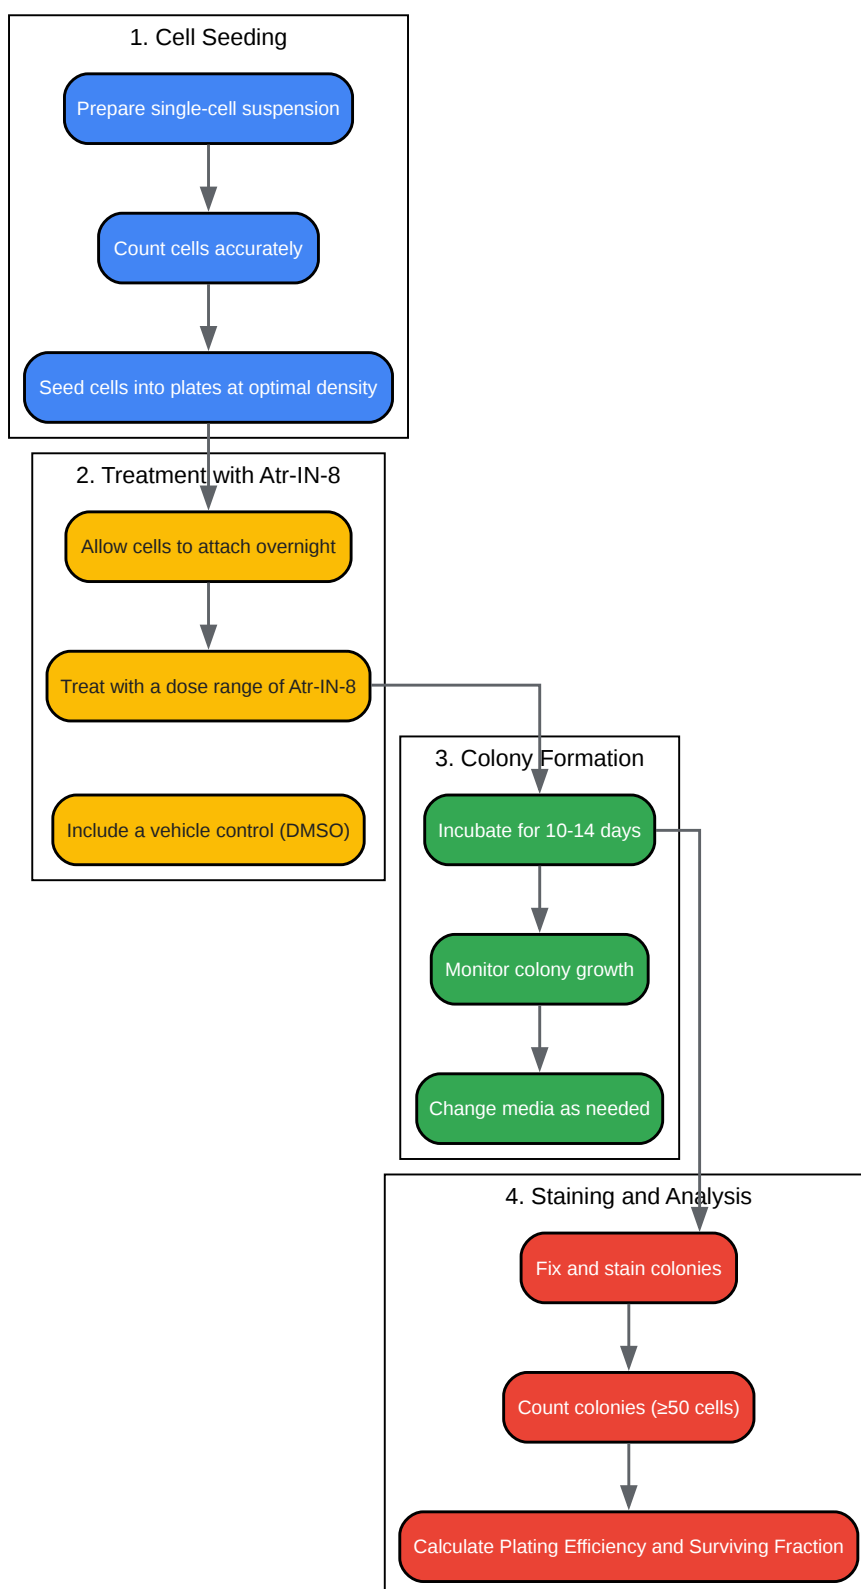 1. Cell Seeding
Prepare single-cell suspension
Count cells accurately
Seed cells into plates at optimal density
2. Treatment with Atr-IN-8
Allow cells to attach overnight
Treat with a dose range of Atr-IN-8
Include a vehicle control (DMSO)
3. Colony Formation
Incubate for 10-14 days
Monitor colony growth
Change media as needed
4. Staining and Analysis
Fix and stain colonies
Count colonies (≥50 cells)
Calculate Plating Efficiency and Surviving Fraction